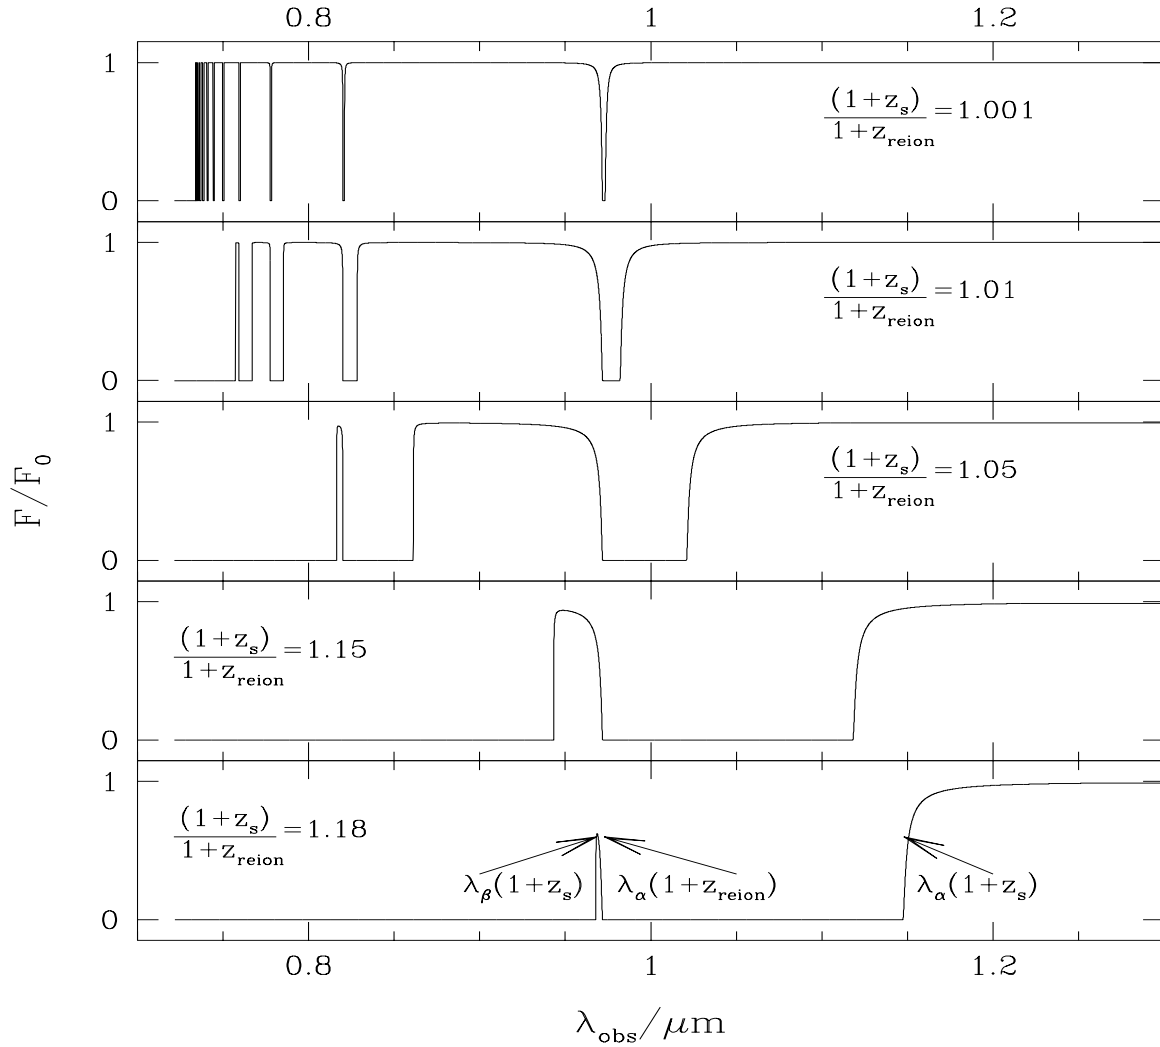 0.8 1 1.2
1
(1+z_s)
1+z_reion =1.001
0
1
(1+z_s)
1+z_reion =1.01
0
1
(1+z_s)
1+z_reion =1.05
0
F/F_0
1
(1+z_s)
1+z_reion =1.15
0
1
(1+z_s)
1+z_reion =1.18
λ_β(1+z_s) λ_α(1+z_reion) λ_α(1+z_s)
0
0.8 1 1.2
λ_obs/μm